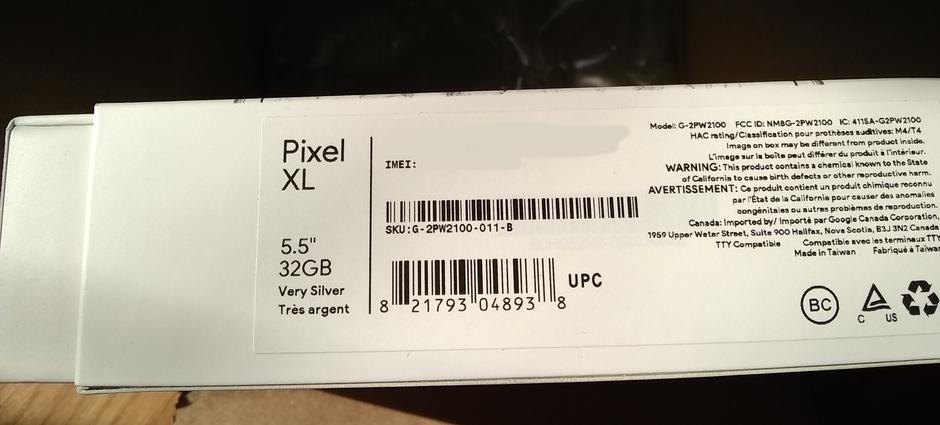 Pixel
XL
5.5"
32GB
Very Silver
Très argent
IMEI:
SKU:G-2PW2100-011-B
8 21793 04893 8
UPC
Model: G-2PW2100 FCC ID: NM8G-2PW2100 IC: 4115A-G2PW2100
HAC rating/Classification pour prothèses auditives: M4/T4
Image on box may be different from product inside.
L'image sur la boîte peut différer du produit à l'intérieur.
WARNING: This product contains a chemical known to the State
of California to cause birth defects or other reproductive harm.
AVERTISSEMENT: Ce produit contient un produit chimique reconnu
par l'État de la Californie pour causer des anomalies
congénitales ou autres problèmes de reproduction.
Canada: Imported by/ Importé par Google Canada Corporation,
1959 Upper Water Street, Suite 900 Halifax, Nova Scotia, B3J 3N2 Canada
TTY Compatible Compatible avec les terminaux TTY
Made in Taiwan Fabriqué à Taïwan
BC
C US